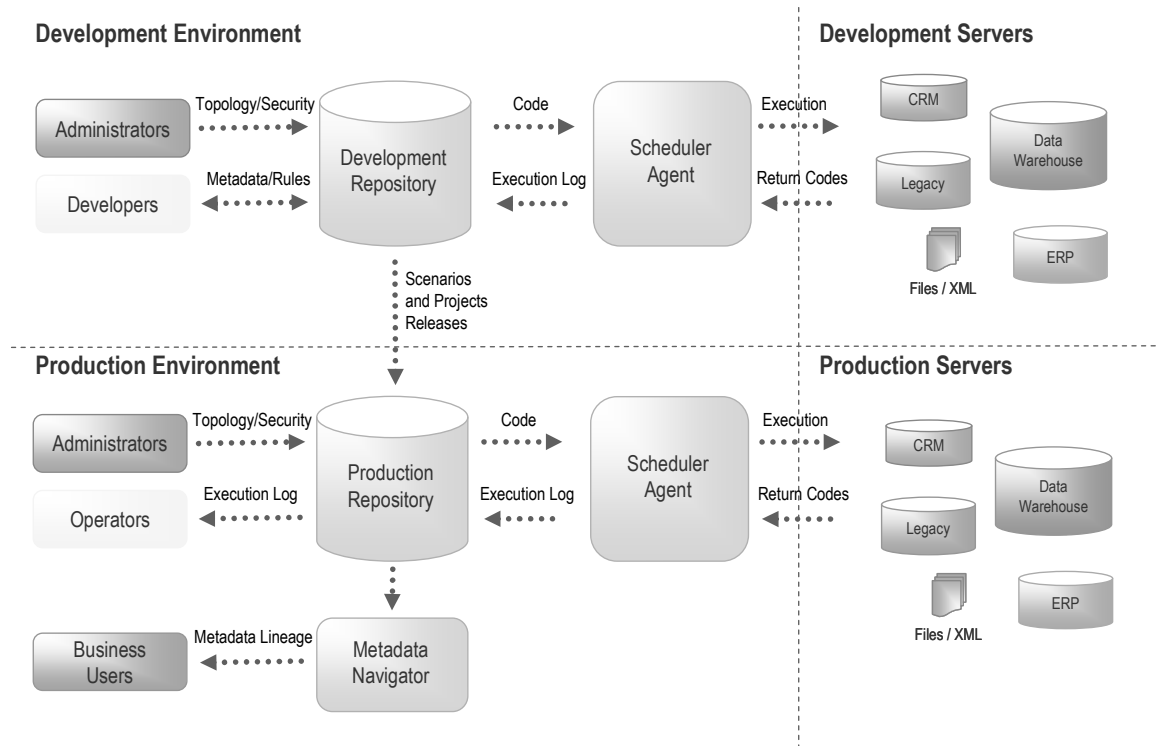 Development Environment
Development Servers
Administrators
Topology/Security
Developers
Metadata/Rules
Development
Repository
Code
Execution Log
Scheduler
Agent
Execution
Return Codes
CRM
Data
Warehouse
Legacy
ERP
Files / XML
Scenarios
and Projects
Releases
Production Environment
Production Servers
Administrators
Topology/Security
Operators
Execution Log
Production
Repository
Code
Execution Log
Scheduler
Agent
Execution
Return Codes
CRM
Data
Warehouse
Legacy
ERP
Files / XML
Business
Users
Metadata Lineage
Metadata
Navigator